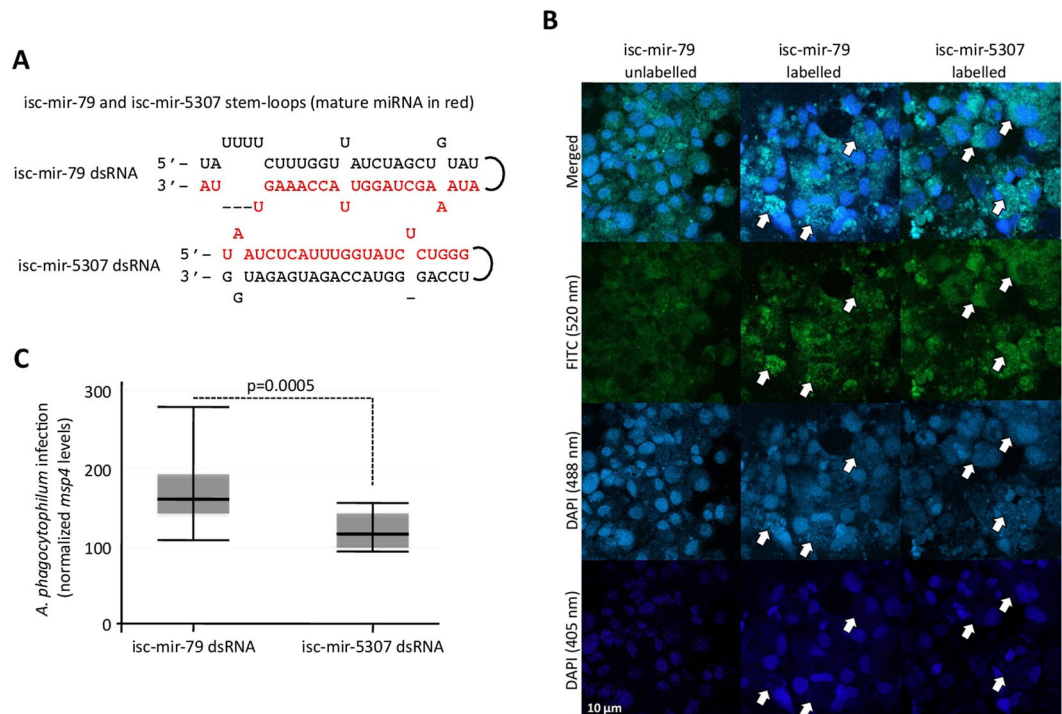 A
isc-mir-79 and isc-mir-5307 stem-loops (mature miRNA in red)
UUUU U G
isc-mir-79 dsRNA
5′– UA CUUUGGU AUCUAGCU UAU
3′– AU GAAACCA UGGAUCGA AUA
---U U A
A U
isc-mir-5307 dsRNA
5′– U AUCUCAUUUGGUAUC CUGGG
3′– G UAGAGUAGACCAUGG GACCU
G –
C
p=0.0005
A. phagocytophilum infection
(normalized msp4 levels)
300
200
100
0
isc-mir-79 dsRNA isc-mir-5307 dsRNA
B
isc-mir-79 unlabelled
isc-mir-79 labelled
isc-mir-5307 labelled
Merged
FITC (520 nm)
DAPI (488 nm)
DAPI (405 nm)
10 µm